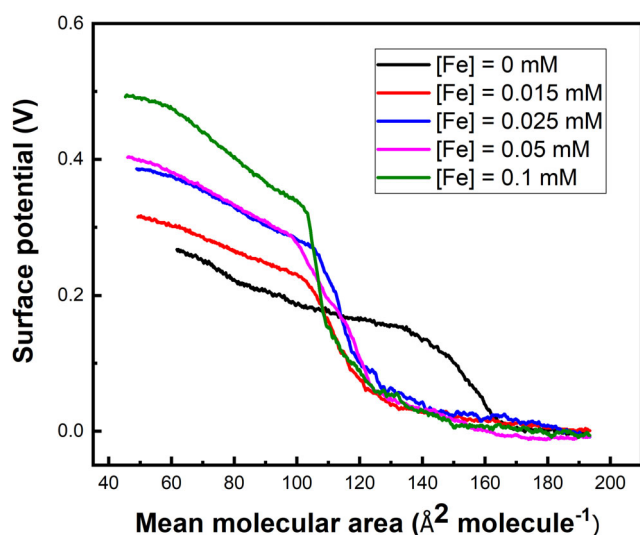 0.6
0.4
0.2
0.0
40
60
80
100
120
140
160
180
200
Surface potential (V)
Mean molecular area (Å² molecule⁻¹)
[Fe] = 0 mM
[Fe] = 0.015 mM
[Fe] = 0.025 mM
[Fe] = 0.05 mM
[Fe] = 0.1 mM